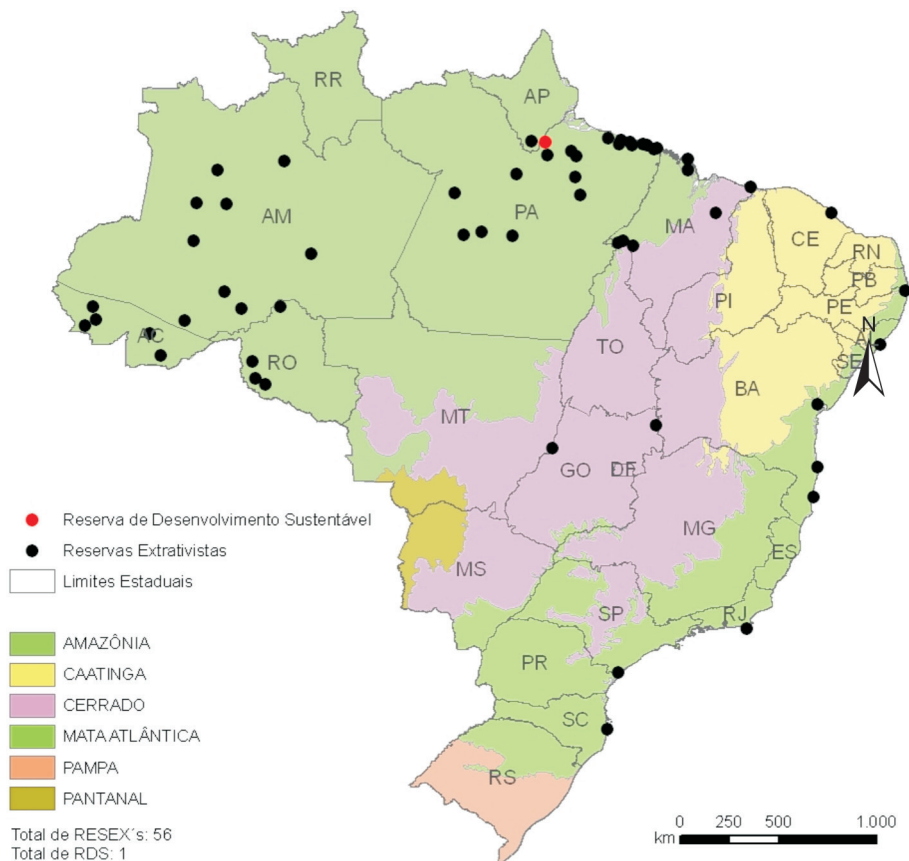 RR
AP
AM
PA
MA
CE
RN
PB
PE
PI
AC
TO
A
N
SE
RO
BA
MT
GO
DF
MG
ES
MS
SP
RJ
PR
SC
RS
Reserva de Desenvolvimento Sustentável
Reservas Extrativistas
Limites Estaduais
AMAZÔNIA
CAATINGA
CERRADO
MATA ATLÂNTICA
PAMPA
PANTANAL
Total de RESEX´s: 56
Total de RDS: 1
0 250 500 1.000
km